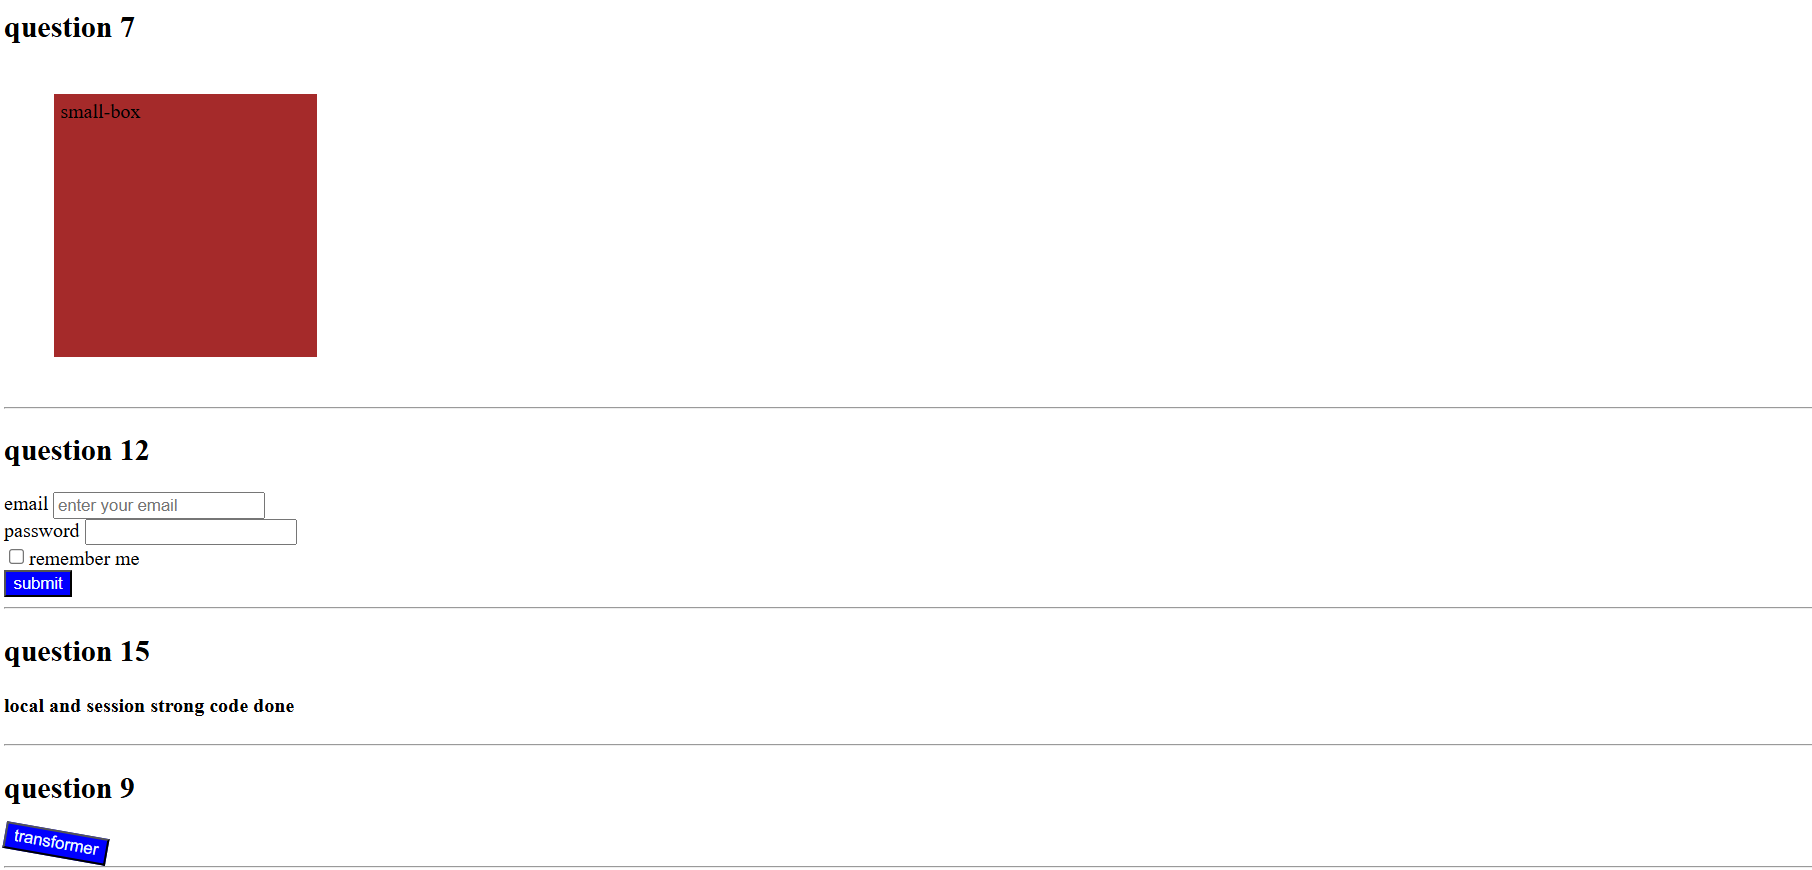 question 7
small-box
question 12
email enter your email
password
remember me
submit
question 15
local and session strong code done
question 9
transformer